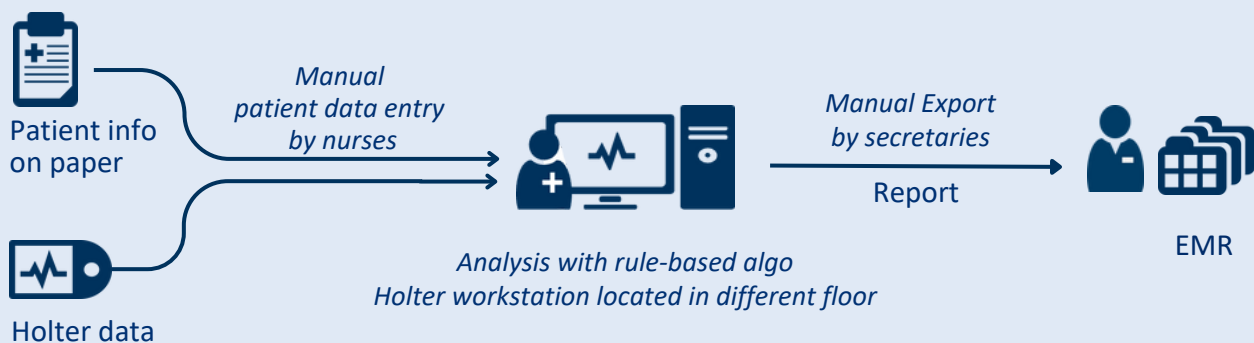 Patient info
on paper
Manual
patient data entry
by nurses
Holter data
Analysis with rule-based algo
Holter workstation located in different floor
Manual Export
by secretaries
Report
EMR